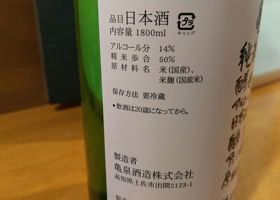 品目 日本酒
内容量 1800ml
キャップ
アルコール分 14%
精米歩合 50%
原材料名 米(国産)、
米麹(国産米)
保存方法 要冷蔵
•飲酒は20歳になってから。
製造者
亀泉酒造株式会社
高知県土佐市出間2123-1